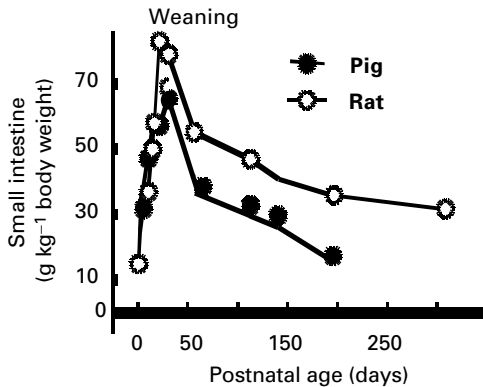 Weaning
Pig
Rat
Small intestine
(g kg⁻¹ body weight)
70
50
30
10
0
0 50 150 250
Postnatal age (days)